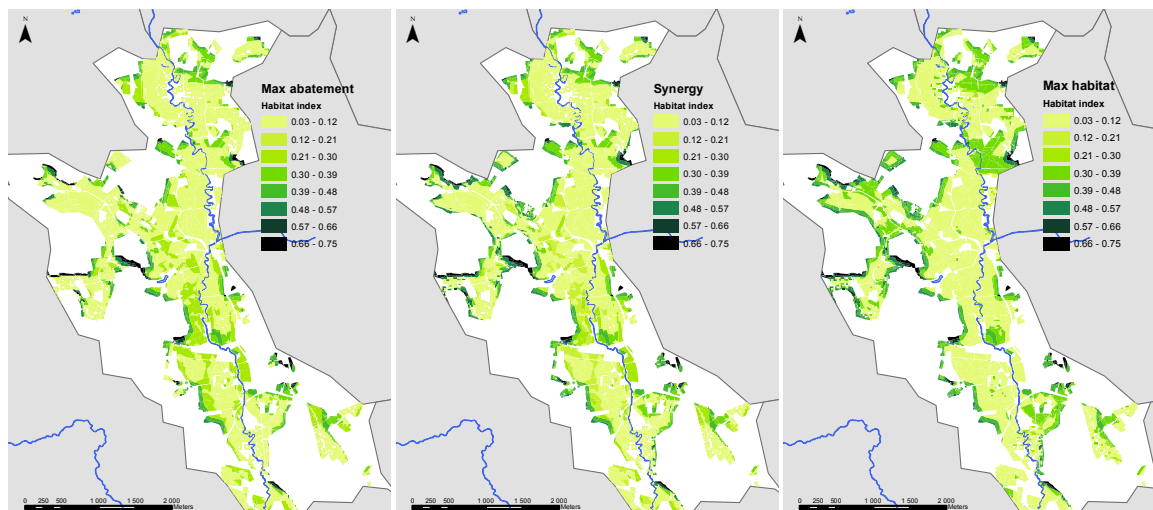 N
Max abatement
Habitat index
0.03 - 0.12
0.12 - 0.21
0.21 - 0.30
0.30 - 0.39
0.39 - 0.48
0.48 - 0.57
0.57 - 0.66
0.66 - 0.75
0 250 500 1 000 1 500 2 000
Meters
N
Synergy
Habitat index
0.03 - 0.12
0.12 - 0.21
0.21 - 0.30
0.30 - 0.39
0.39 - 0.48
0.48 - 0.57
0.57 - 0.66
0.66 - 0.75
0 250 500 1 000 1 500 2 000
Meters
N
Max habitat
Habitat index
0.03 - 0.12
0.12 - 0.21
0.21 - 0.30
0.30 - 0.39
0.39 - 0.48
0.48 - 0.57
0.57 - 0.66
0.66 - 0.75
0 250 500 1 000 1 500 2 000
Meters